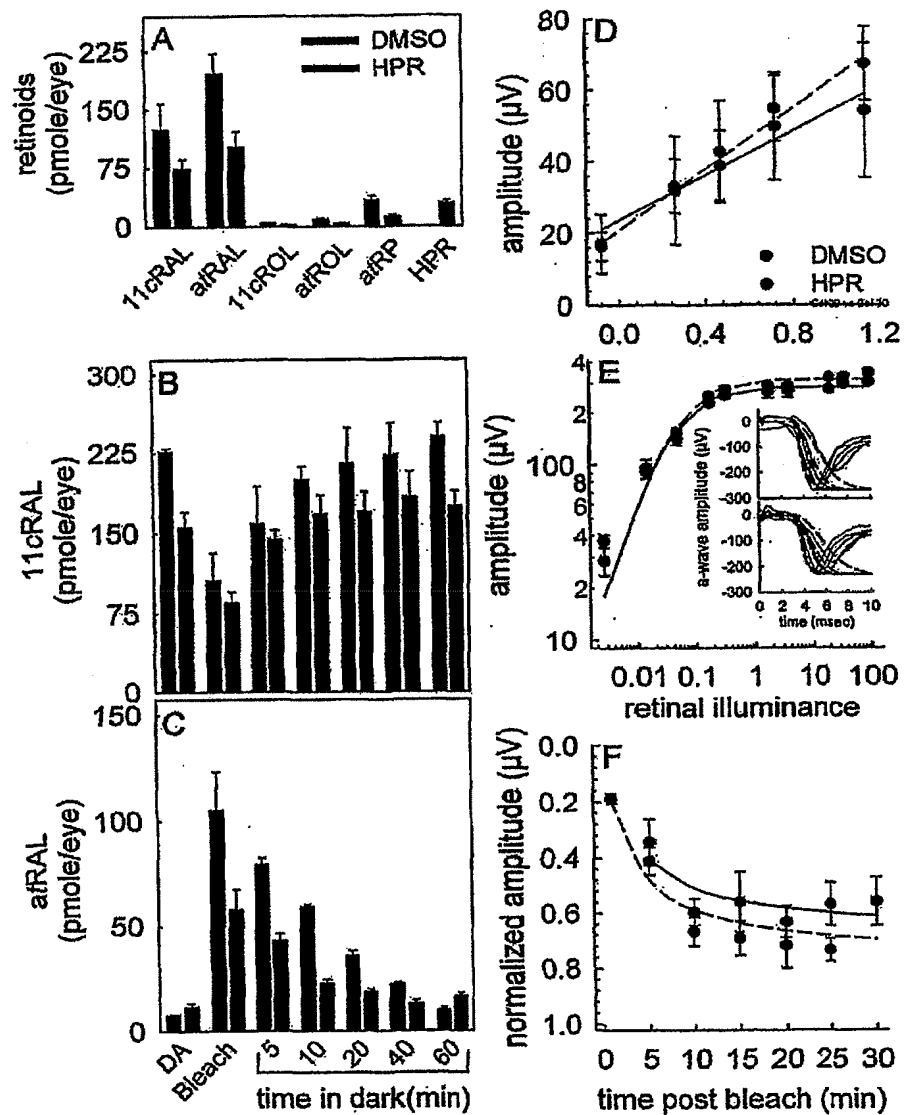 A
DMSO
HPR
retinoids
(pmole/eye)
225
150
75
0
11cRAL
atRAL
11cROL
atROL
atRP
HPR
B
11cRAL
(pmole/eye)
300
225
150
75
0
C
atRAL
(pmole/eye)
150
100
50
0
DA
Bleach
5
10
20
40
60
time in dark(min)
D
amplitude (µV)
80
60
40
20
0
DMSO
HPR
0.0
0.4
0.8
1.2
E
amplitude (µV)
4
2
100
8
6
4
2
10
0.01
0.1
1
10
100
retinal illuminance
a-wave amplitude (µV)
0
-100
-200
-300
0
-100
-200
-300
0
2
4
6
8
10
time (msec)
F
normalized amplitude (µV)
0.0
0.2
0.4
0.6
0.8
1.0
0
5
10
15
20
25
30
time post bleach (min)